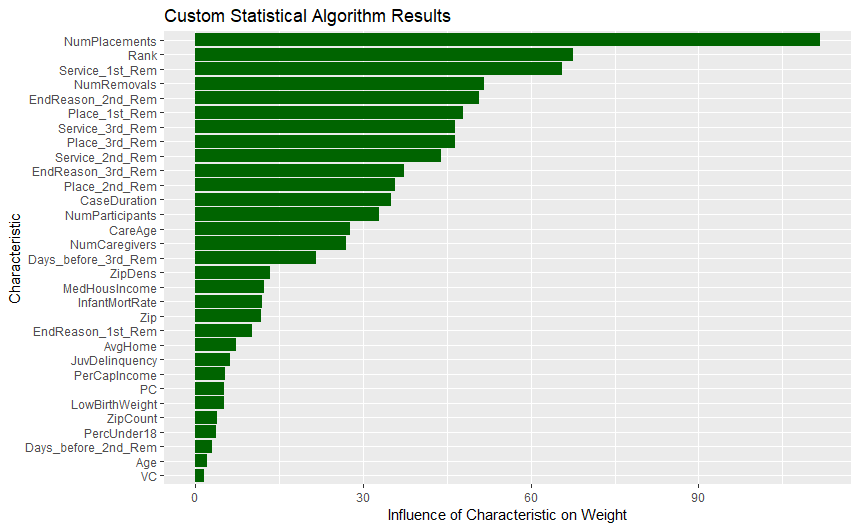 Custom Statistical Algorithm Results
NumPlacements
Rank
Service_1st_Rem
NumRemovals
EndReason_2nd_Rem
Place_1st_Rem
Service_3rd_Rem
Place_3rd_Rem
Service_2nd_Rem
EndReason_3rd_Rem
Place_2nd_Rem
CaseDuration
NumParticipants
CareAge
NumCaregivers
Days_before_3rd_Rem
ZipDens
MedHousIncome
InfantMortRate
Zip
EndReason_1st_Rem
AvgHome
JuvDelinquency
PerCapIncome
PC
LowBirthWeight
ZipCount
PercUnder18
Days_before_2nd_Rem
Age
VC
Characteristic
0 30 60 90
Influence of Characteristic on Weight